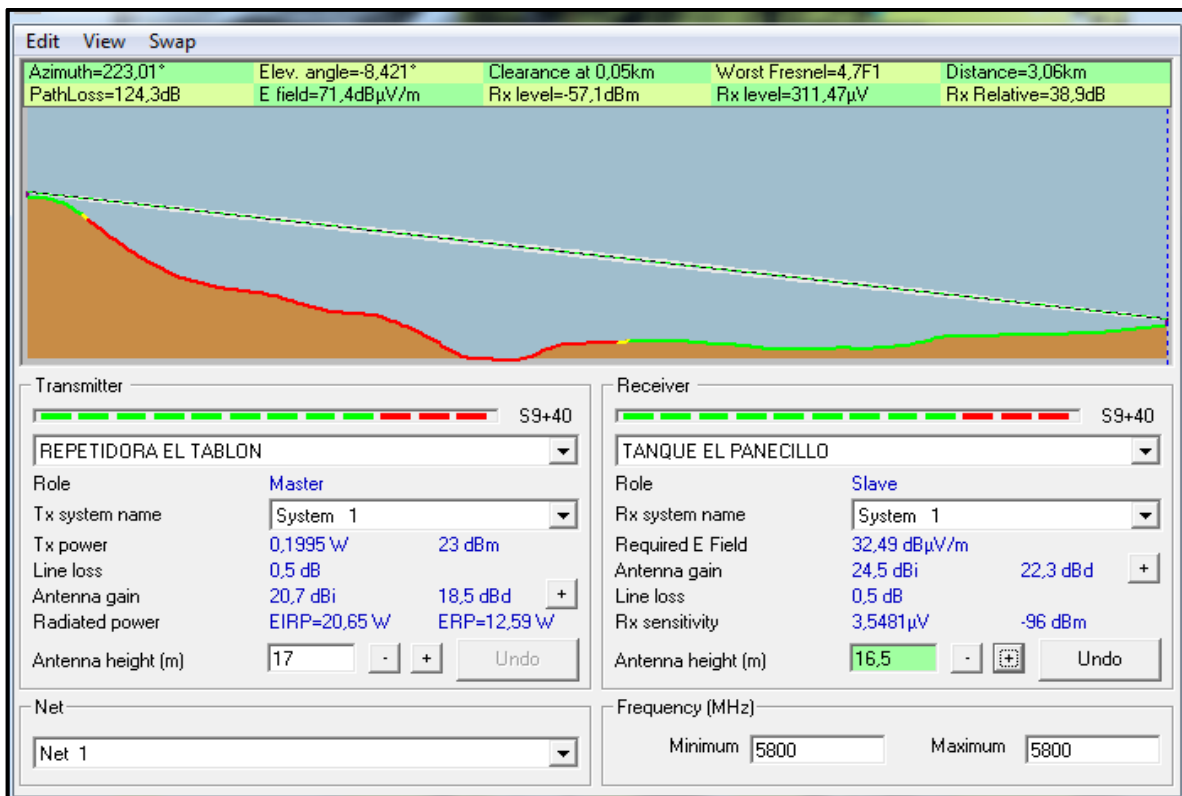 Edit View Swap
Azimuth=223,01° Elev. angle=-8,421° Clearance at 0,05km Worst Fresnel=4,7F1 Distance=3,06km
PathLoss=124,3dB E field=71,4dBµV/m Rx level=-57,1dBm Rx level=311,47µV Rx Relative=38,9dB
Transmitter
S9+40
REPETIDORA EL TABLON
Role Master
Tx system name System 1
Tx power 0,1995 W 23 dBm
Line loss 0,5 dB
Antenna gain 20,7 dBi 18,5 dBd +
Radiated power EIRP=20,65 W ERP=12,59 W
Antenna height (m) 17 - + Undo
Receiver
S9+40
TANQUE EL PANECILLO
Role Slave
Rx system name System 1
Required E Field 32,49 dBµV/m
Antenna gain 24,5 dBi 22,3 dBd +
Line loss 0,5 dB
Rx sensitivity 3,5481µV -96 dBm
Antenna height (m) 16,5 - + Undo
Net
Net 1
Frequency (MHz)
Minimum 5800 Maximum 5800